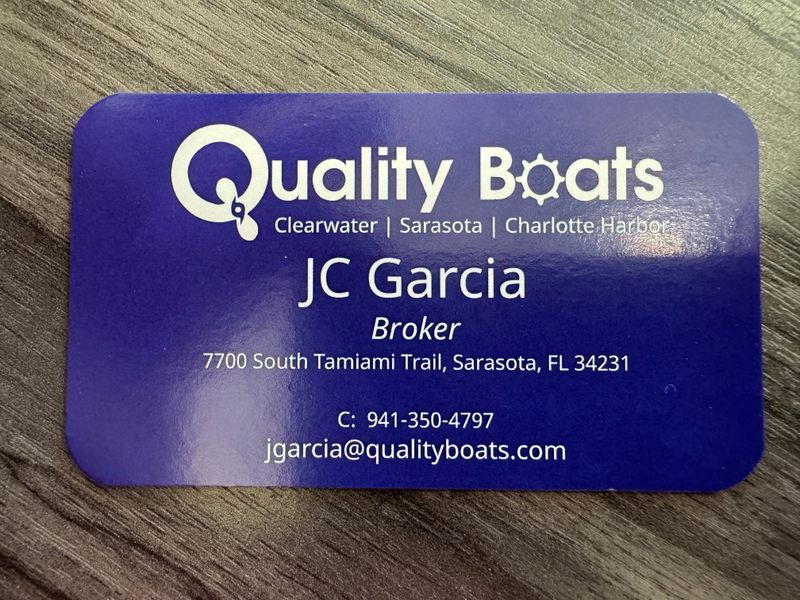 Quality Boats
Clearwater | Sarasota | Charlotte Harbor
JC Garcia
Broker
7700 South Tamiami Trail, Sarasota, FL 34231
C: 941-350-4797
jgarcia@qualityboats.com